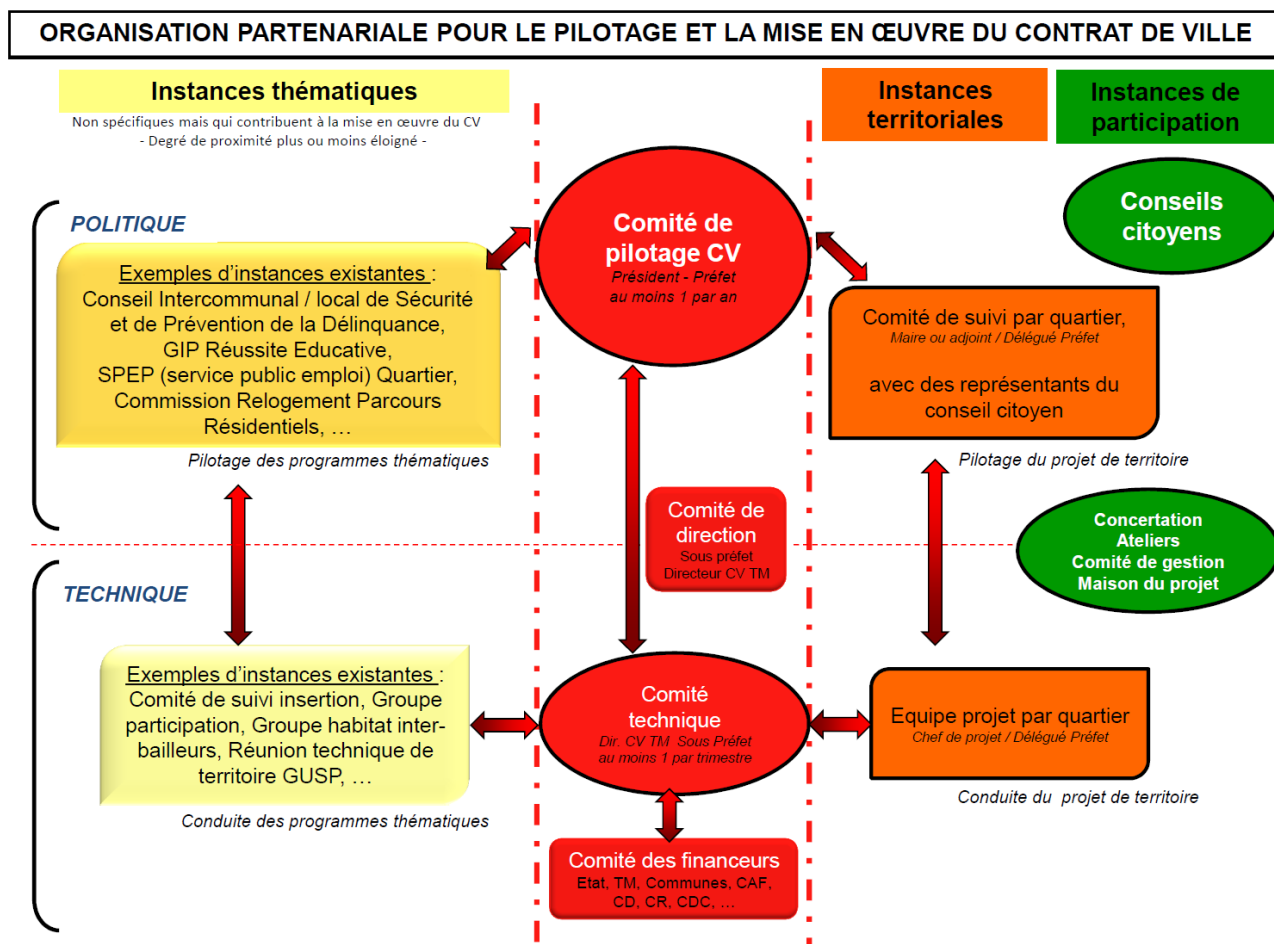 ORGANISATION PARTENARIALE POUR LE PILOTAGE ET LA MISE EN ŒUVRE DU CONTRAT DE VILLE
Instances thématiques
Non spécifiques mais qui contribuent à la mise en œuvre du CV
- Degré de proximité plus ou moins éloigné -
Instances
territoriales
Instances de
participation
POLITIQUE
Exemples d’instances existantes :
Conseil Intercommunal / local de Sécurité
et de Prévention de la Délinquance,
GIP Réussite Educative,
SPEP (service public emploi) Quartier,
Commission Relogement Parcours
Résidentiels, …
Pilotage des programmes thématiques
Comité de
pilotage CV
Président - Préfet
au moins 1 par an
Conseils
citoyens
Comité de suivi par quartier,
Maire ou adjoint / Délégué Préfet
avec des représentants du
conseil citoyen
Pilotage du projet de territoire
Comité de
direction
Sous préfet
Directeur CV TM
Concertation
Ateliers
Comité de gestion
Maison du projet
TECHNIQUE
Exemples d’instances existantes :
Comité de suivi insertion, Groupe
participation, Groupe habitat inter-
bailleurs, Réunion technique de
territoire GUSP, …
Conduite des programmes thématiques
Comité
technique
Dir. CV TM Sous Préfet
au moins 1 par trimestre
Equipe projet par quartier
Chef de projet / Délégué Préfet
Conduite du projet de territoire
Comité des financeurs
Etat, TM, Communes, CAF,
CD, CR, CDC, …